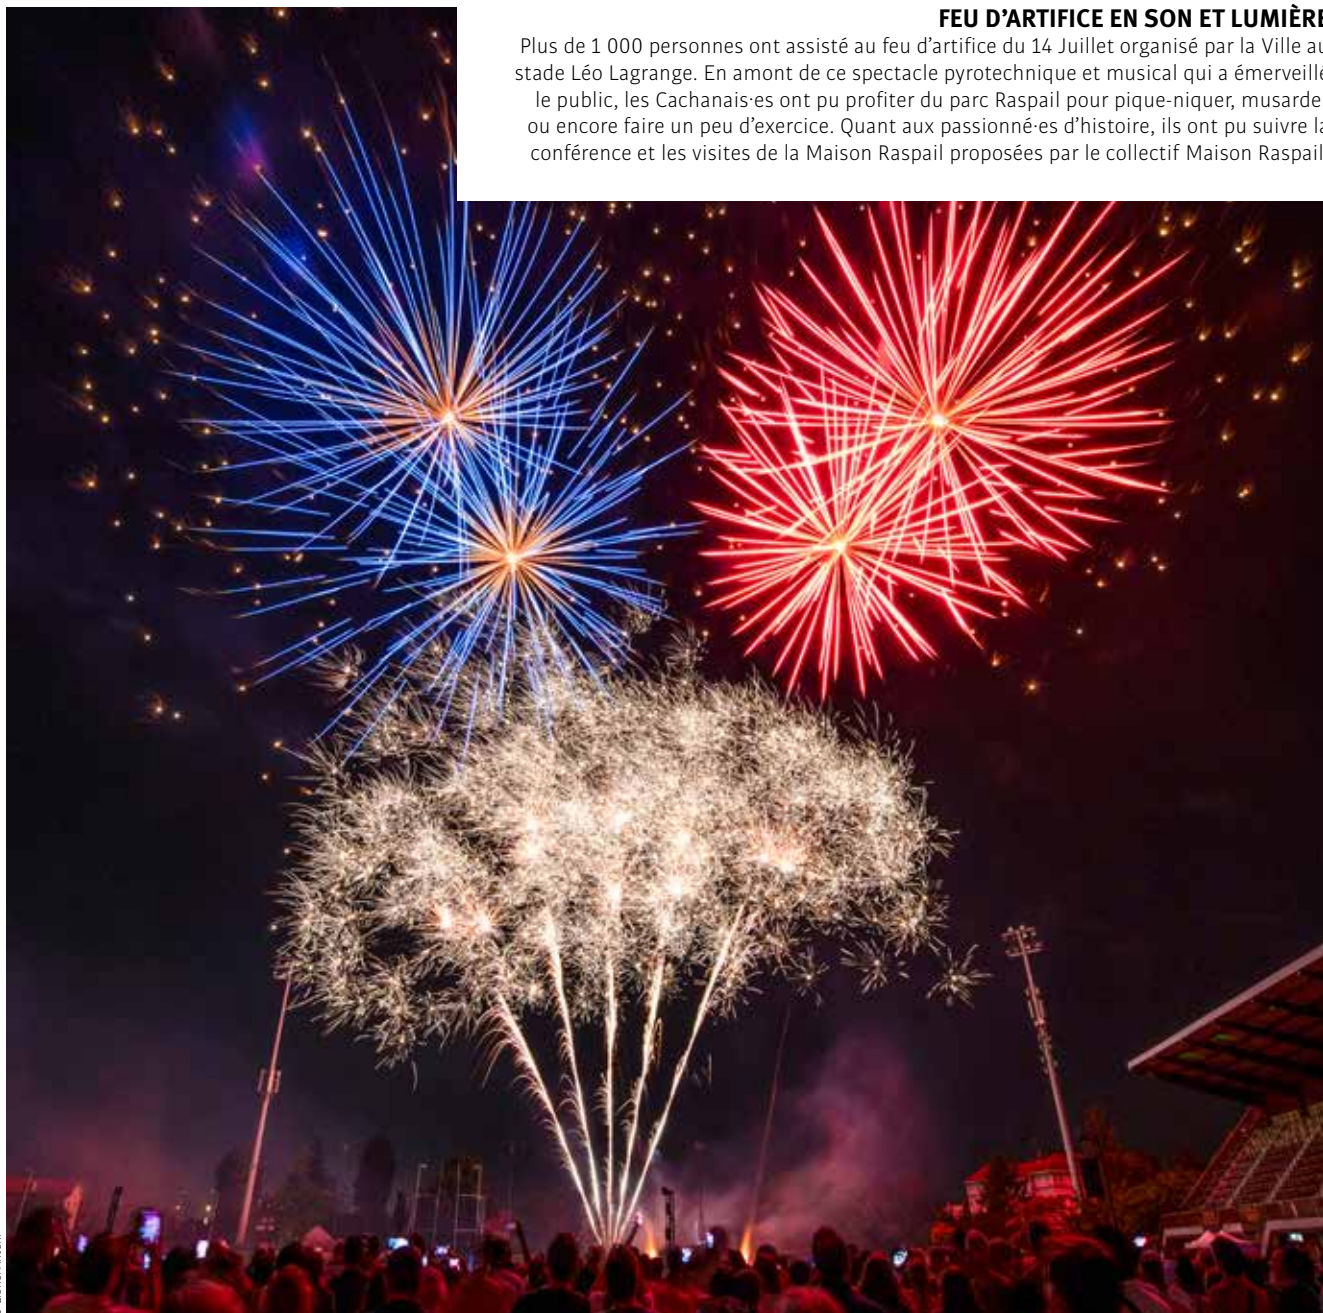 FEU D’ARTIFICE EN SON ET LUMIÈRE
Plus de 1 000 personnes ont assisté au feu d’artifice du 14 Juillet organisé par la Ville au
stade Léo Lagrange. En amont de ce spectacle pyrotechnique et musical qui a émerveillé
le public, les Cachanais·es ont pu profiter du parc Raspail pour pique-niquer, musarder
ou encore faire un peu d’exercice. Quant aux passionné·es d’histoire, ils ont pu suivre la
conférence et les visites de la Maison Raspail proposées par le collectif Maison Raspail